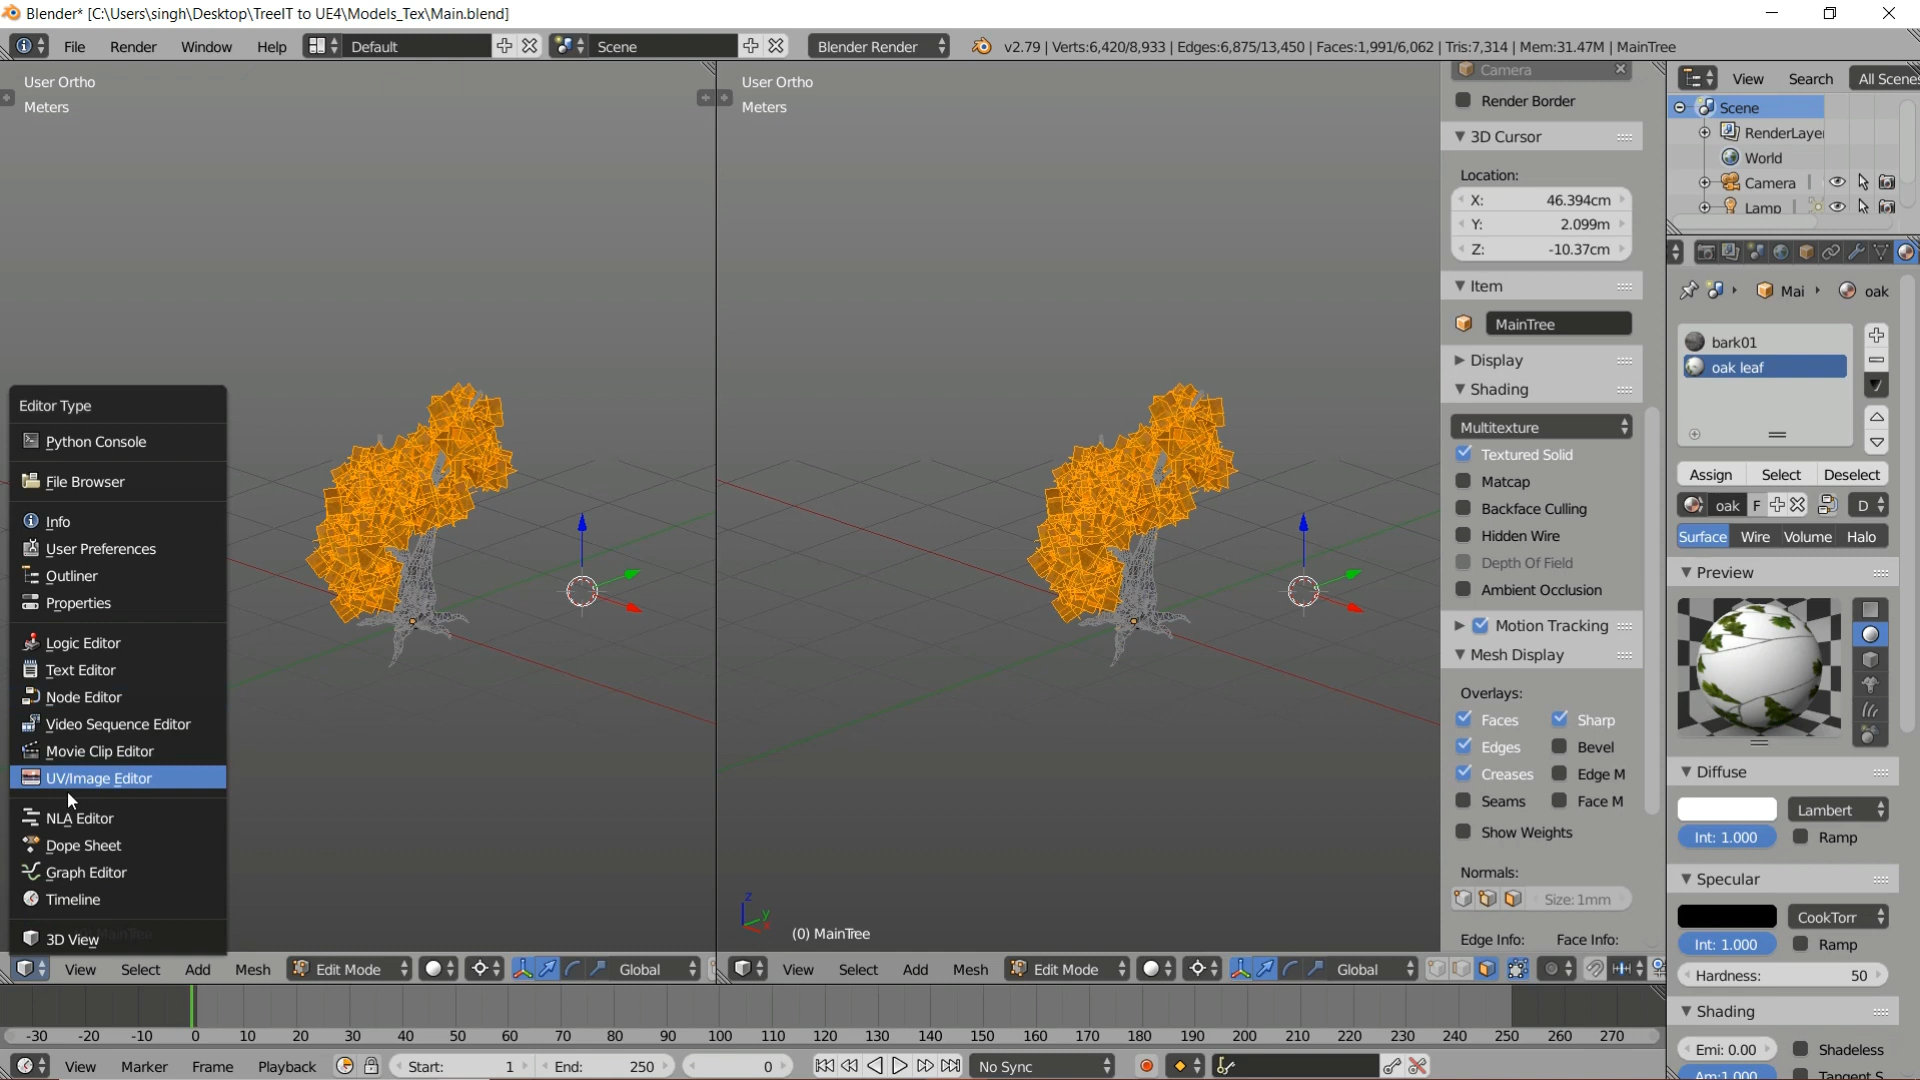 Blender* [C:\Users\singh\Desktop\TreeIT to UE4\Models_Tex\Main.blend]
File Render Window Help Default Scene Blender Render v2.79 | Verts:6,420/8,933 | Edges:6,875/13,450 | Faces:1,991/6,062 | Tris:7,314 | Mem:31.47M | MainTree
User Ortho
Meters
User Ortho
Meters
Editor Type
Python Console
File Browser
Info
User Preferences
Outliner
Properties
Logic Editor
Text Editor
Node Editor
Video Sequence Editor
Movie Clip Editor
UV/Image Editor
NLA Editor
Dope Sheet
Graph Editor
Timeline
3D View
(0) MainTree
Camera
Render Border
3D Cursor
Location:
X: 46.394cm
Y: 2.099m
Z: -10.37cm
Item
MainTree
Display
Shading
Multitexture
Textured Solid
Matcap
Backface Culling
Hidden Wire
Depth Of Field
Ambient Occlusion
Motion Tracking
Mesh Display
Overlays:
Faces Sharp
Edges Bevel
Creases Edge M
Seams Face M
Show Weights
Normals:
Size:1mm
Edge Info: Face Info:
View Search All Scenes
Scene
RenderLayer
World
Camera
Lamp
Mai oak
bark01
oak leaf
Assign Select Deselect
oak F D
Surface Wire Volume Halo
Preview
Diffuse
Lambert
Int: 1.000 Ramp
Specular
CookTorr
Int: 1.000 Ramp
Hardness: 50
Shading
Emi: 0.00 Shadeless
Am:1.000 Tangent S
View Select Add Mesh Edit Mode Global
View Select Add Mesh Edit Mode Global
-30 -20 -10 0 10 20 30 40 50 60 70 80 90 100 110 120 130 140 150 160 170 180 190 200 210 220 230 240 250 260 270
View Marker Frame Playback Start: 1 End: 250 0 No Sync